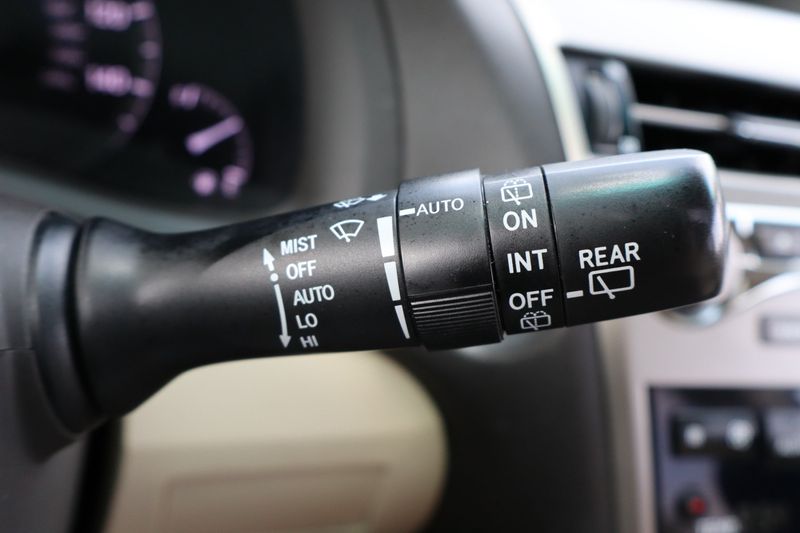 MIST
OFF
AUTO
LO
HI
AUTO
ON
INT
OFF
REAR